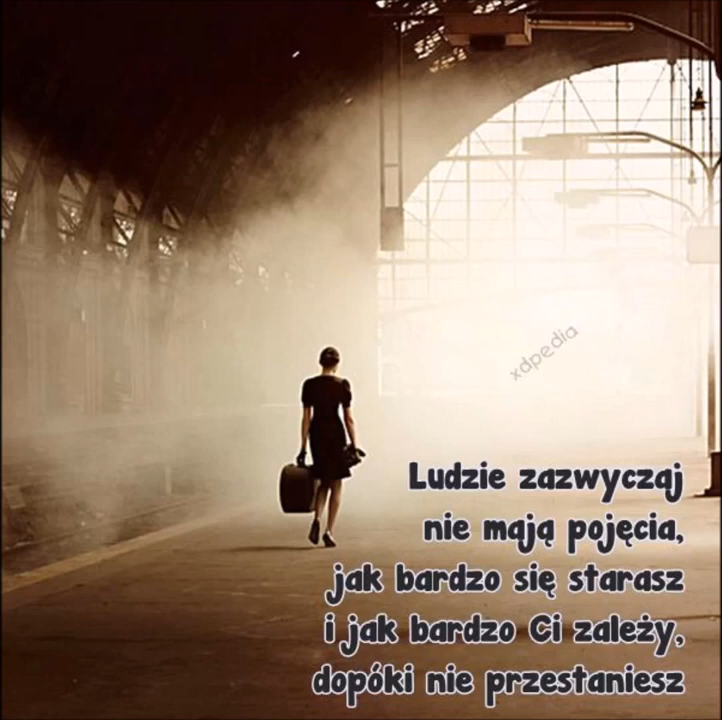 xdpedia
Ludzie zazwyczaj
nie mają pojęcia,
jak bardzo się starasz
i jak bardzo Ci zależy,
dopóki nie przestaniesz